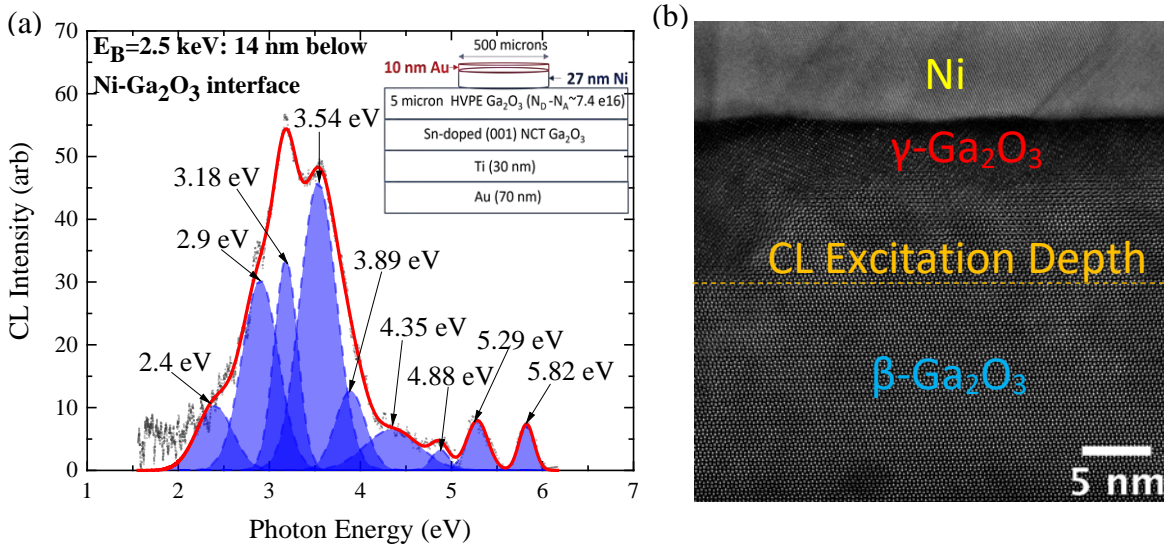 (a)
E_B=2.5 keV: 14 nm below
Ni-Ga₂O₃ interface
500 microns
10 nm Au
27 nm Ni
5 micron HVPE Ga₂O₃ (N_D -N_A~7.4 e16)
Sn-doped (001) NCT Ga₂O₃
Ti (30 nm)
Au (70 nm)
3.54 eV
3.18 eV
2.9 eV
3.89 eV
2.4 eV
4.35 eV
4.88 eV
5.29 eV
5.82 eV
70
60
50
40
30
20
10
0
CL Intensity (arb)
1 2 3 4 5 6 7
Photon Energy (eV)
(b)
Ni
γ-Ga₂O₃
CL Excitation Depth
β-Ga₂O₃
5 nm